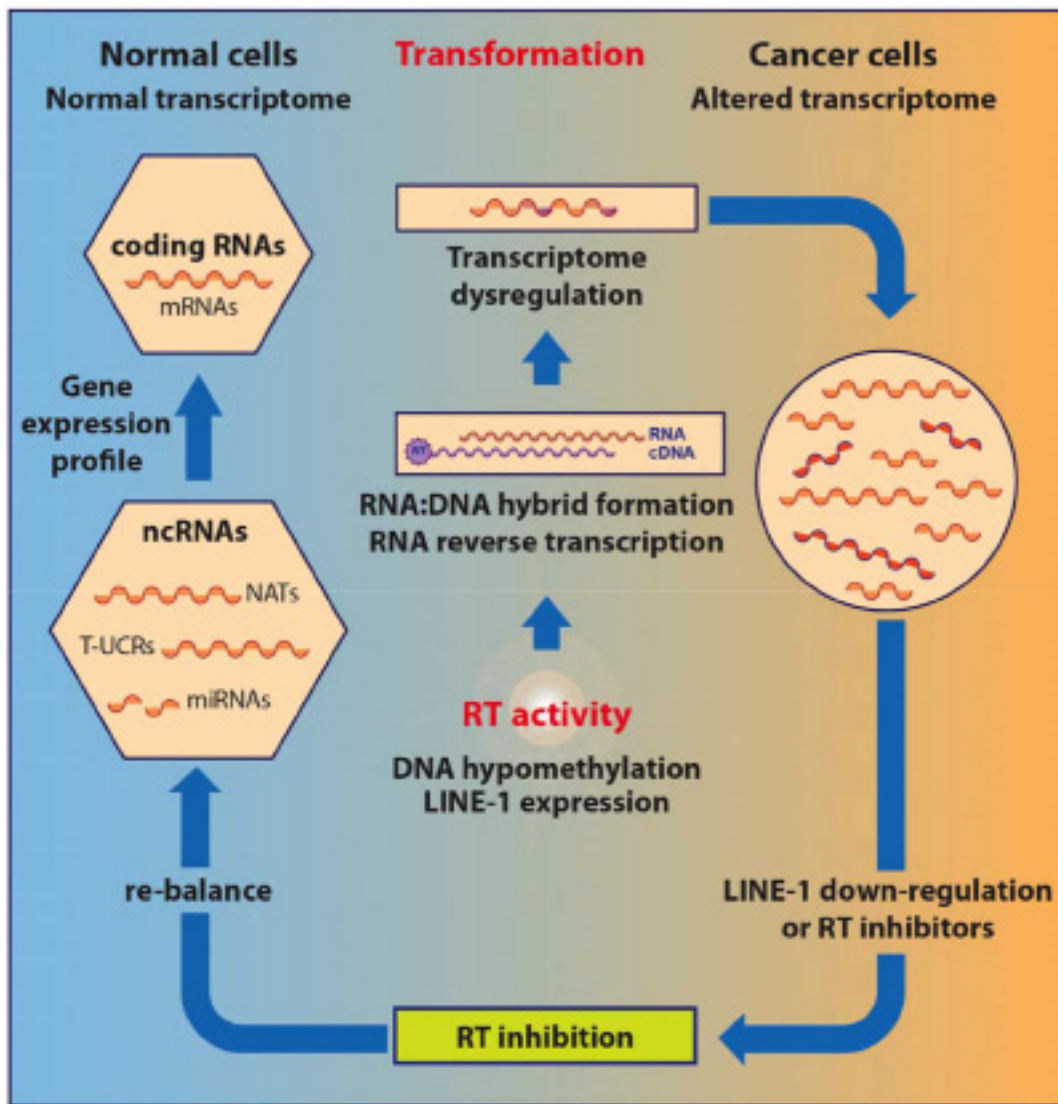 Normal cells
Normal transcriptome
Transformation
Cancer cells
Altered transcriptome
coding RNAs
mRNAs
Gene
expression
profile
ncRNAs
NATs
T-UCRs
miRNAs
Transcriptome
dysregulation
RT
RNA
cDNA
RNA:DNA hybrid formation
RNA reverse transcription
RT activity
DNA hypomethylation
LINE-1 expression
re-balance
LINE-1 down-regulation
or RT inhibitors
RT inhibition